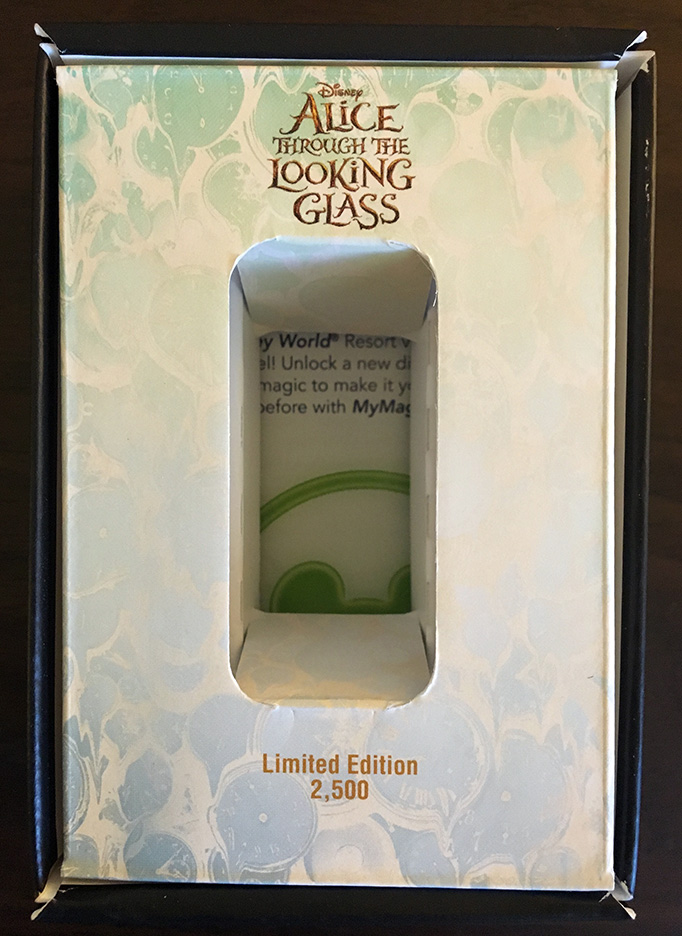 Disney
ALiCE
THROUGH THE
LOOKiNG
GLASS
y World® Resort
el! Unlock a new di
magic to make it y
before with MyMag
Limited Edition
2,500